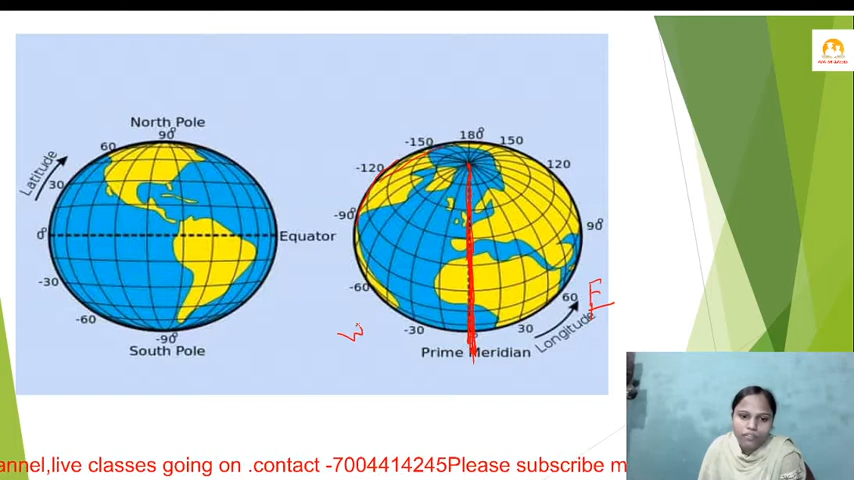 North Pole
90°
60
Latitude
30
0°
Equator
-30
-60
-90°
South Pole
180°
-150
150
-120
120
-90°
90°
-60
60
-30
30
Prime Meridian
Longitude
W
E
annel,live classes going on .contact -7004414245Please subscribe m